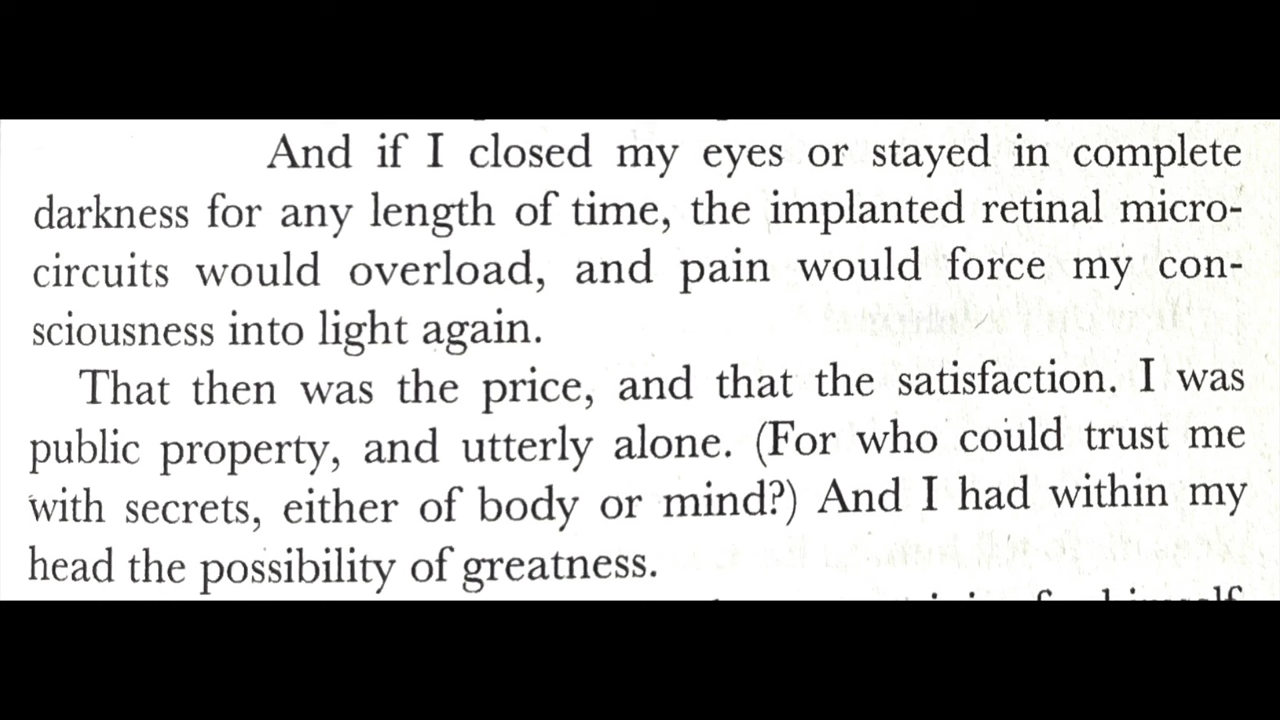 And if I closed my eyes or stayed in complete
darkness for any length of time, the implanted retinal micro-
circuits would overload, and pain would force my con-
sciousness into light again.
That then was the price, and that the satisfaction. I was
public property, and utterly alone. (For who could trust me
with secrets, either of body or mind?) And I had within my
head the possibility of greatness.